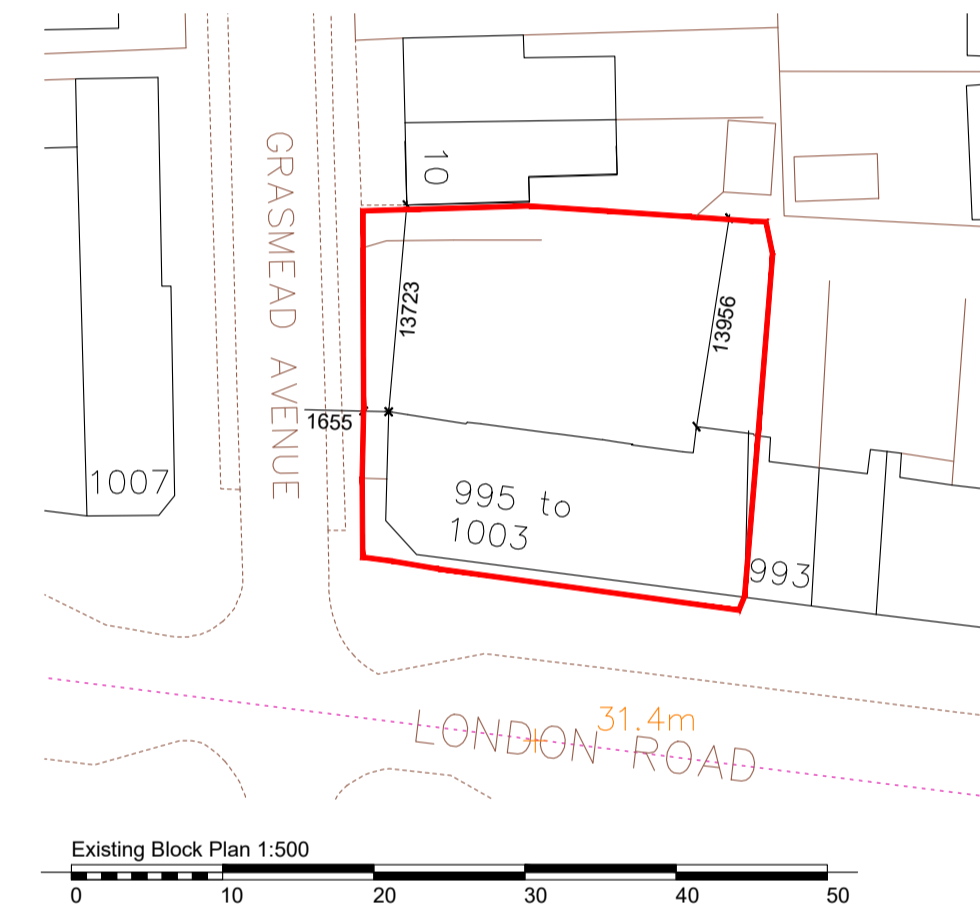 10
GRASMEAD AVENUE
13723
13956
1655
1007
995 to
1003
993
31.4m
LONDON ROAD
Existing Block Plan 1:500
0 10 20 30 40 50